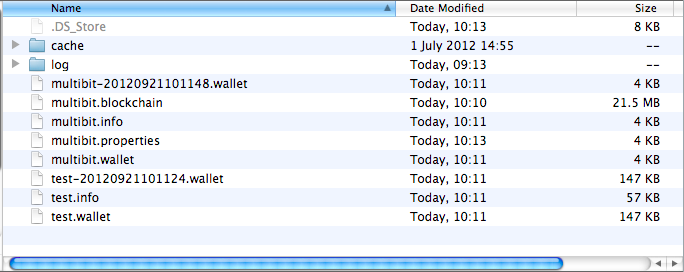 Name Date Modified Size
.DS_Store Today, 10:13 8 KB
cache 1 July 2012 14:55 --
log Today, 09:13 --
multibit-20120921101148.wallet Today, 10:11 4 KB
multibit.blockchain Today, 10:10 21.5 MB
multibit.info Today, 10:11 4 KB
multibit.properties Today, 10:13 4 KB
multibit.wallet Today, 10:11 4 KB
test-20120921101124.wallet Today, 10:11 147 KB
test.info Today, 10:11 57 KB
test.wallet Today, 10:11 147 KB